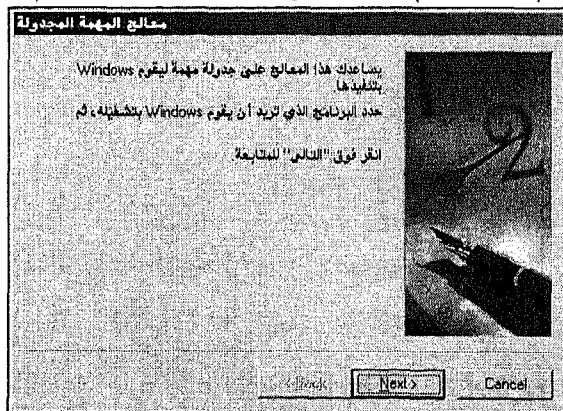 معالج المهمة المجدولة
يساعدك هذا المعالج على جدولة مهمة ليقوم Windows
بتنفيذها
حدد البرنامج الذي تريد أن يقوم Windows بتشغيله، ثم
انقر فوق "التالي" للمتابعة
< Back
Next >
Cancel